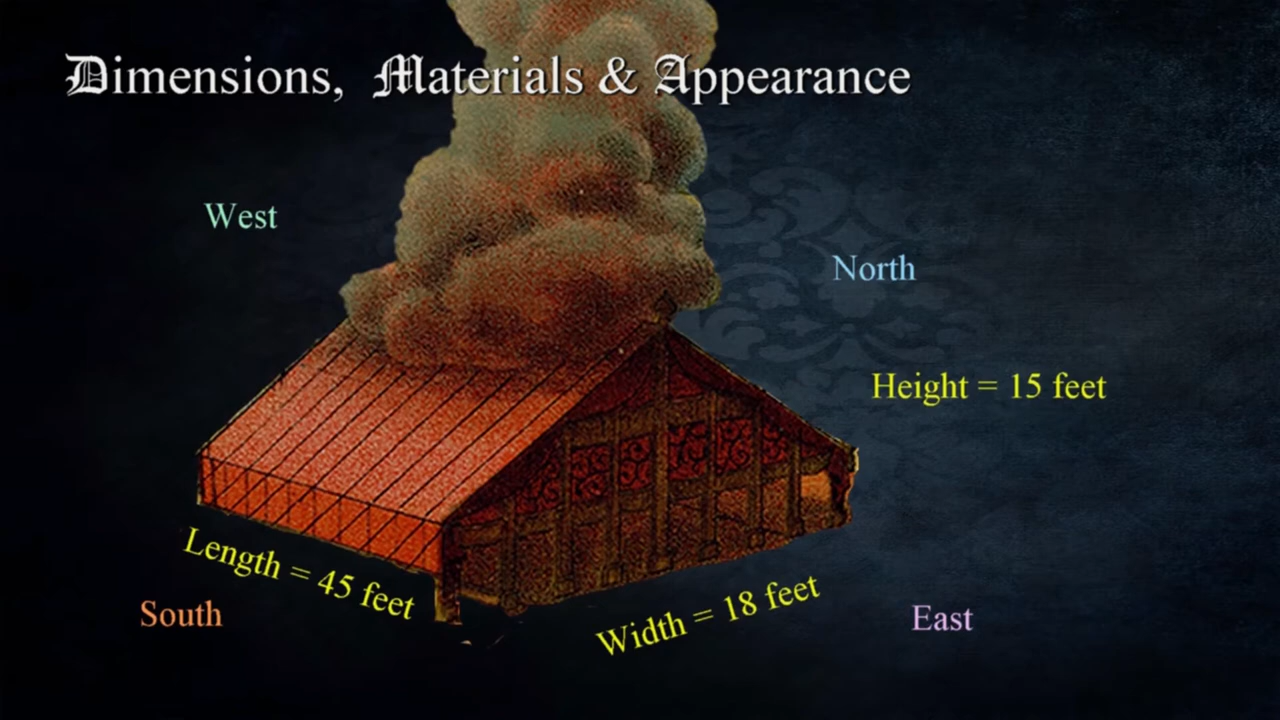 Dimensions, Materials & Appearance
West
North
Height = 15 feet
Length = 45 feet
Width = 18 feet
South
East